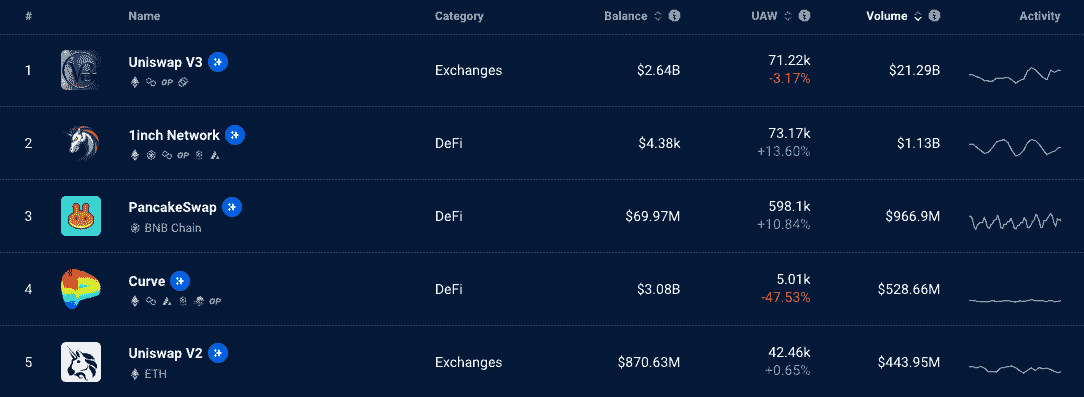 # Name Category Balance UAW Volume Activity
1 Uniswap V3 Exchanges $2.64B 71.22k -3.17% $21.29B
OP
2 1inch Network DeFi $4.38k 73.17k +13.60% $1.13B
OP
3 PancakeSwap DeFi $69.97M 598.1k +10.84% $966.9M
BNB Chain
4 Curve DeFi $3.08B 5.01k -47.53% $528.66M
OP
5 Uniswap V2 Exchanges $870.63M 42.46k +0.65% $443.95M
ETH